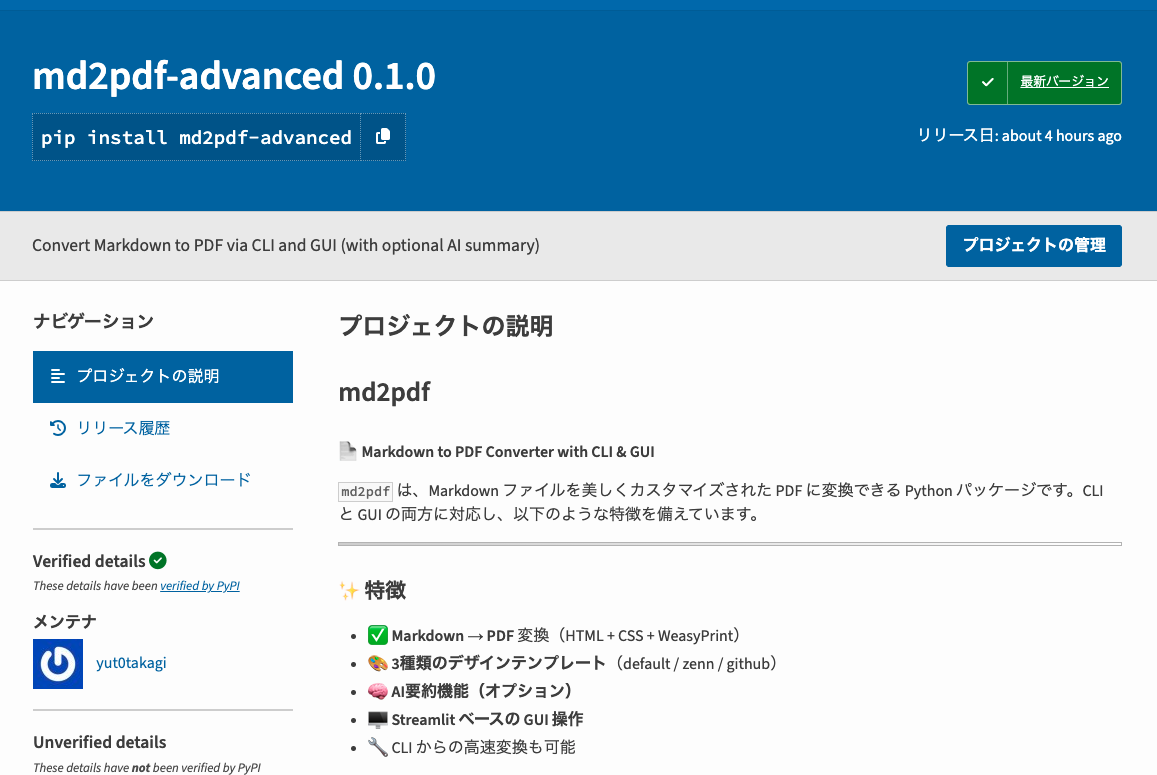 md2pdf-advanced 0.1.0
pip install md2pdf-advanced
最新バージョン
リリース日: about 4 hours ago
Convert Markdown to PDF via CLI and GUI (with optional AI summary)
プロジェクトの管理
ナビゲーション
プロジェクトの説明
リリース履歴
ファイルをダウンロード
Verified details
These details have been verified by PyPI
メンテナ
yut0takagi
Unverified details
These details have not been verified by PyPI
プロジェクトの説明
md2pdf
📄 Markdown to PDF Converter with CLI & GUI
md2pdf は、Markdown ファイルを美しくカスタマイズされた PDF に変換できる Python パッケージです。CLI
と GUI の両方に対応し、以下のような特徴を備えています。
✨ 特徴
• ✅ Markdown → PDF 変換（HTML + CSS + WeasyPrint）
• 🎨 3種類のデザインテンプレート（default / zenn / github）
• 🧠 AI要約機能（オプション）
• 🖥️ Streamlit ベースの GUI 操作
• 🔧 CLI からの高速変換も可能